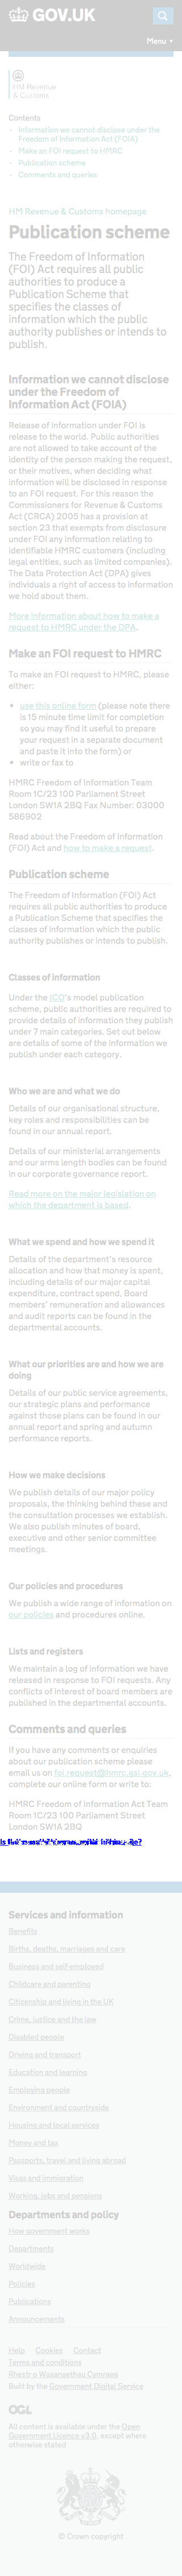 GOV.UK
Menu ▼
HM Revenue
& Customs
Contents
- Information we cannot disclose under the
Freedom of Information Act (FOIA)
- Make an FOI request to HMRC
- Publication scheme
- Comments and queries
HM Revenue & Customs homepage
Publication scheme
The Freedom of Information
(FOI) Act requires all public
authorities to produce a
Publication Scheme that
specifies the classes of
information which the public
authority publishes or intends to
publish.
Information we cannot disclose
under the Freedom of
Information Act (FOIA)
Release of information under FOI is
release to the world. Public authorities
are not allowed to take account of the
identity of the person making the request,
or their motives, when deciding what
information will be disclosed in response
to an FOI request. For this reason the
Commissioners for Revenue & Customs
Act (CRCA) 2005 has a provision at
section 23 that exempts from disclosure
under FOI any information about
identifiable HMRC customers (including
legal entities, such as limited companies).
The Data Protection Act (DPA) gives
individuals a right of access to information
we hold about them.
More information about how to make a
request to HMRC under the DPA.
Make an FOI request to HMRC
To make an FOI request to HMRC, please
either:
• use this online form (please note there
is 15 minute time limit for completion
so you may find it useful to prepare
your request in a separate document
and paste it into the form) or
• write or fax to
HMRC Freedom of Information Team
Room 1C/23 100 Parliament Street
London SW1A 2BQ Fax Number: 03000
586902
Read about the Freedom of Information
(FOI) Act and how to make a request.
Publication scheme
The Freedom of Information (FOI) Act
requires all public authorities to produce
a Publication Scheme that specifies the
classes of information which the public
authority publishes or intends to publish.
Classes of information
Under the ICO's model publication
scheme, public authorities are required to
provide details of information they publish
under 7 main categories. Set out below
are details of some of the information we
publish under each category.
Who we are and what we do
Details of our organisational structure,
key roles and responsibilities can be
found in our annual report.
Details of our ministerial arrangements
and our arms length bodies can be found
in our corporate governance report.
Read more on the major legislation on
which the department is based.
What we spend and how we spend it
Details of the department's resource
allocation and how that money is spent,
including details of our major capital
expenditure, contract spend, Board
members' remuneration and allowances
and audit reports can be found in the
departmental accounts.
What our priorities are and how we are
doing
Details of our public service agreements,
our strategic plans and performance
against those plans can be found in our
annual report and spring and autumn
performance reports.
How we make decisions
We publish details of our major policy
proposals, the thinking behind those and
the consultation processes we establish.
We also publish minutes of board,
executive and other senior committee
meetings.
Our policies and procedures
We publish a wide range of information on
our policies and procedures online.
Lists and registers
We maintain a log of information we have
released in response to FOI requests. Any
conflicts of interest of board members are
published in the departmental accounts.
Comments and queries
If you have any comments or enquiries
about our publication scheme please
email us on foi.request@hmrc.gsi.gov.uk,
complete our online form or write to:
HMRC Freedom of Information Act Team
Room 1C/23 100 Parliament Street
London SW1A 2BQ
Services and information
Benefits
Births, deaths, marriages and care
Business and self-employed
Childcare and parenting
Citizenship and living in the UK
Crime, justice and the law
Disabled people
Driving and transport
Education and learning
Employing people
Environment and countryside
Housing and local services
Money and tax
Passports, travel and living abroad
Visas and immigration
Working, jobs and pensions
Departments and policy
How government works
Departments
Worldwide
Policies
Publications
Announcements
Help Cookies Contact
Terms and conditions
Rhestr o Wasanaethau Cymraeg
Built by the Government Digital Service
OGL
All content is available under the Open
Government Licence v3.0, except where
otherwise stated
© Crown copyright